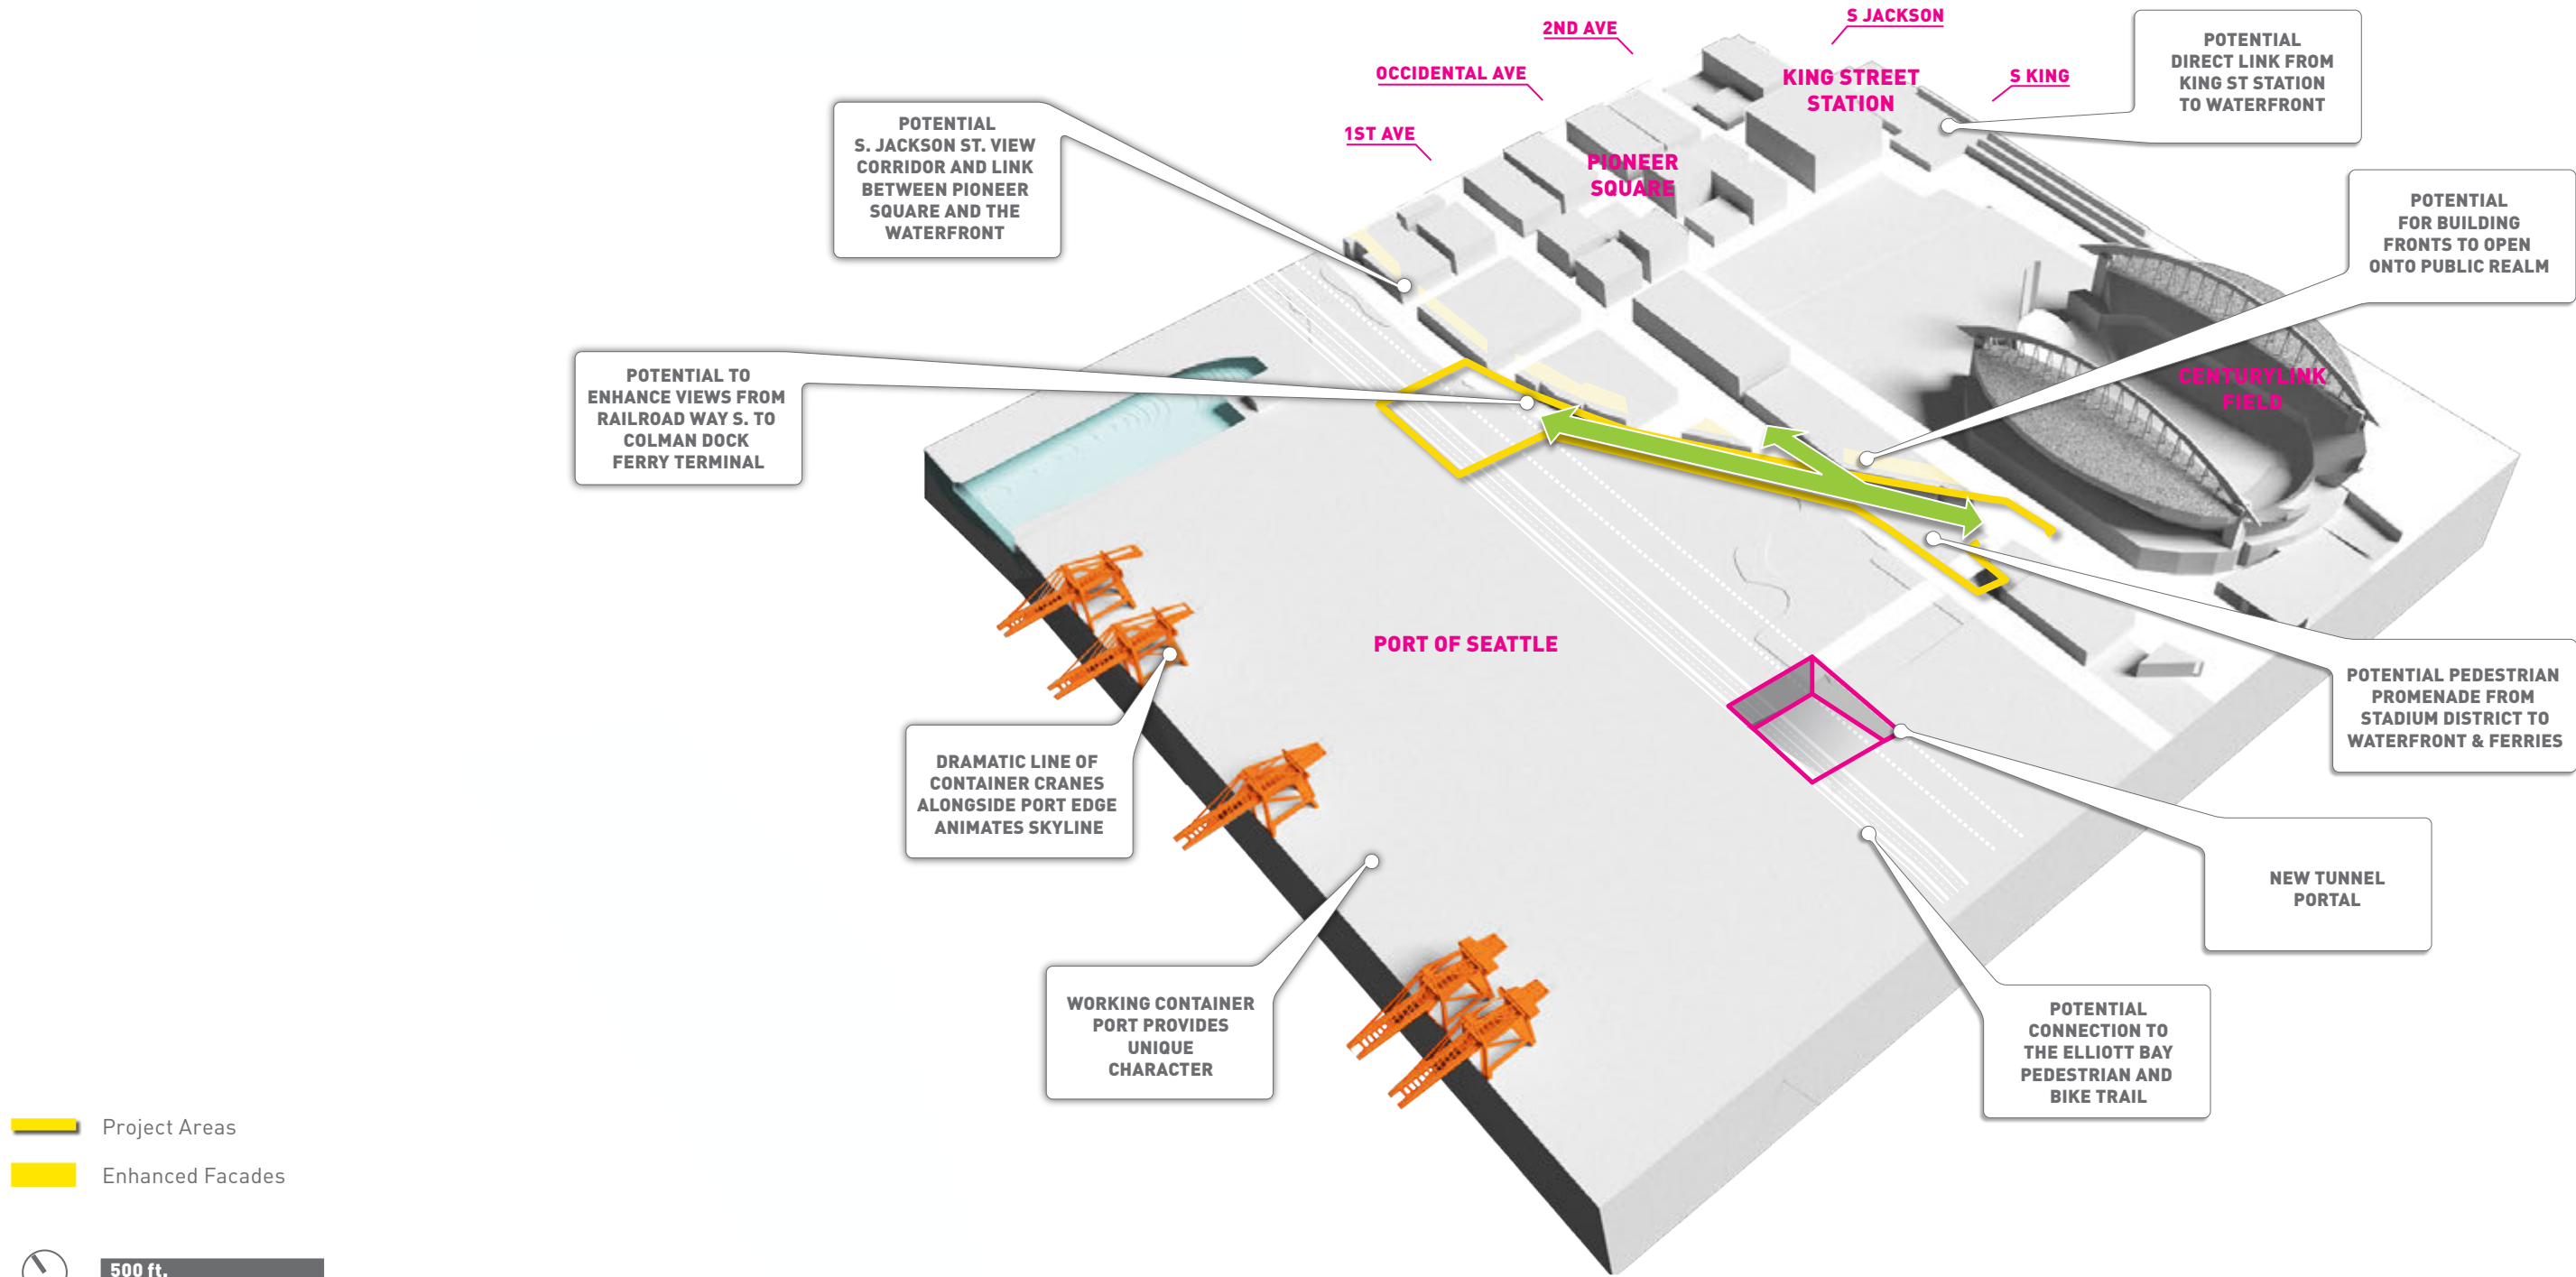 S JACKSON
2ND AVE
OCCIDENTAL AVE
KING STREET
STATION
S KING
1ST AVE
PIONEER
SQUARE
POTENTIAL
DIRECT LINK FROM
KING ST STATION
TO WATERFRONT
POTENTIAL
S. JACKSON ST. VIEW
CORRIDOR AND LINK
BETWEEN PIONEER
SQUARE AND THE
WATERFRONT
POTENTIAL
FOR BUILDING
FRONTS TO OPEN
ONTO PUBLIC REALM
POTENTIAL TO
ENHANCE VIEWS FROM
RAILROAD WAY S. TO
COLMAN DOCK
FERRY TERMINAL
CENTURYLINK
FIELD
PORT OF SEATTLE
POTENTIAL PEDESTRIAN
PROMENADE FROM
STADIUM DISTRICT TO
WATERFRONT & FERRIES
DRAMATIC LINE OF
CONTAINER CRANES
ALONGSIDE PORT EDGE
ANIMATES SKYLINE
NEW TUNNEL
PORTAL
WORKING CONTAINER
PORT PROVIDES
UNIQUE
CHARACTER
POTENTIAL
CONNECTION TO
THE ELLIOTT BAY
PEDESTRIAN AND
BIKE TRAIL
Project Areas
Enhanced Facades
500 ft.